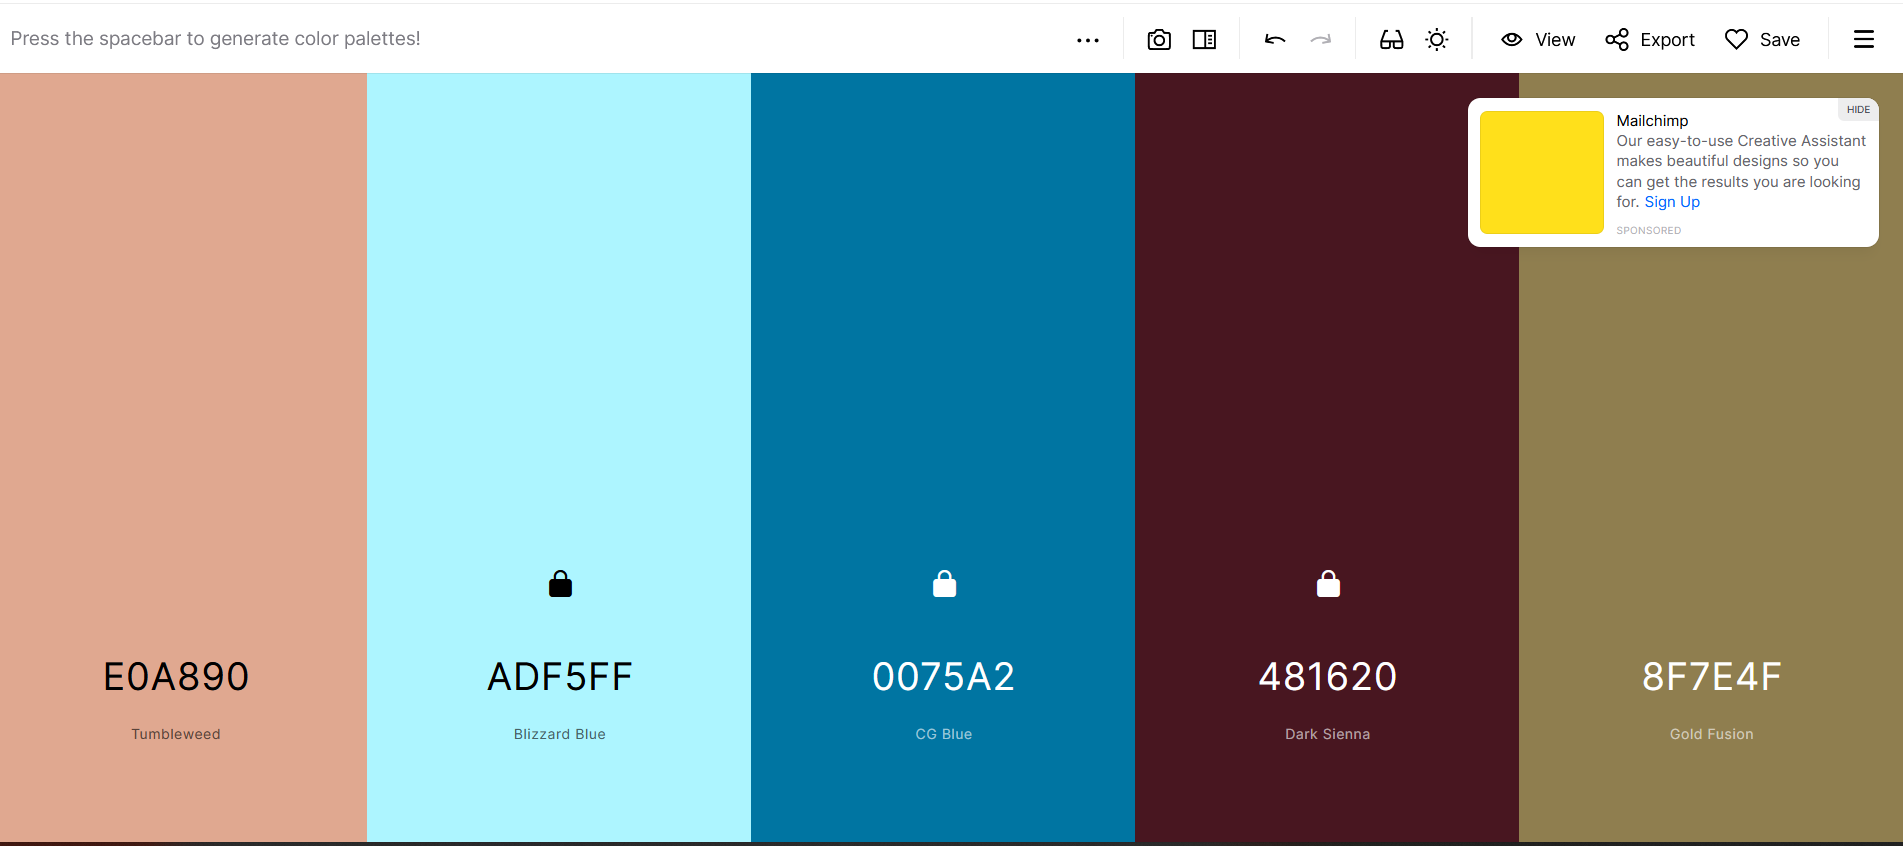 Press the spacebar to generate color palettes!
View
Export
Save
HIDE
Mailchimp
Our easy-to-use Creative Assistant
makes beautiful designs so you
can get the results you are looking
for. Sign Up
SPONSORED
E0A890
Tumbleweed
ADF5FF
Blizzard Blue
0075A2
CG Blue
481620
Dark Sienna
8F7E4F
Gold Fusion